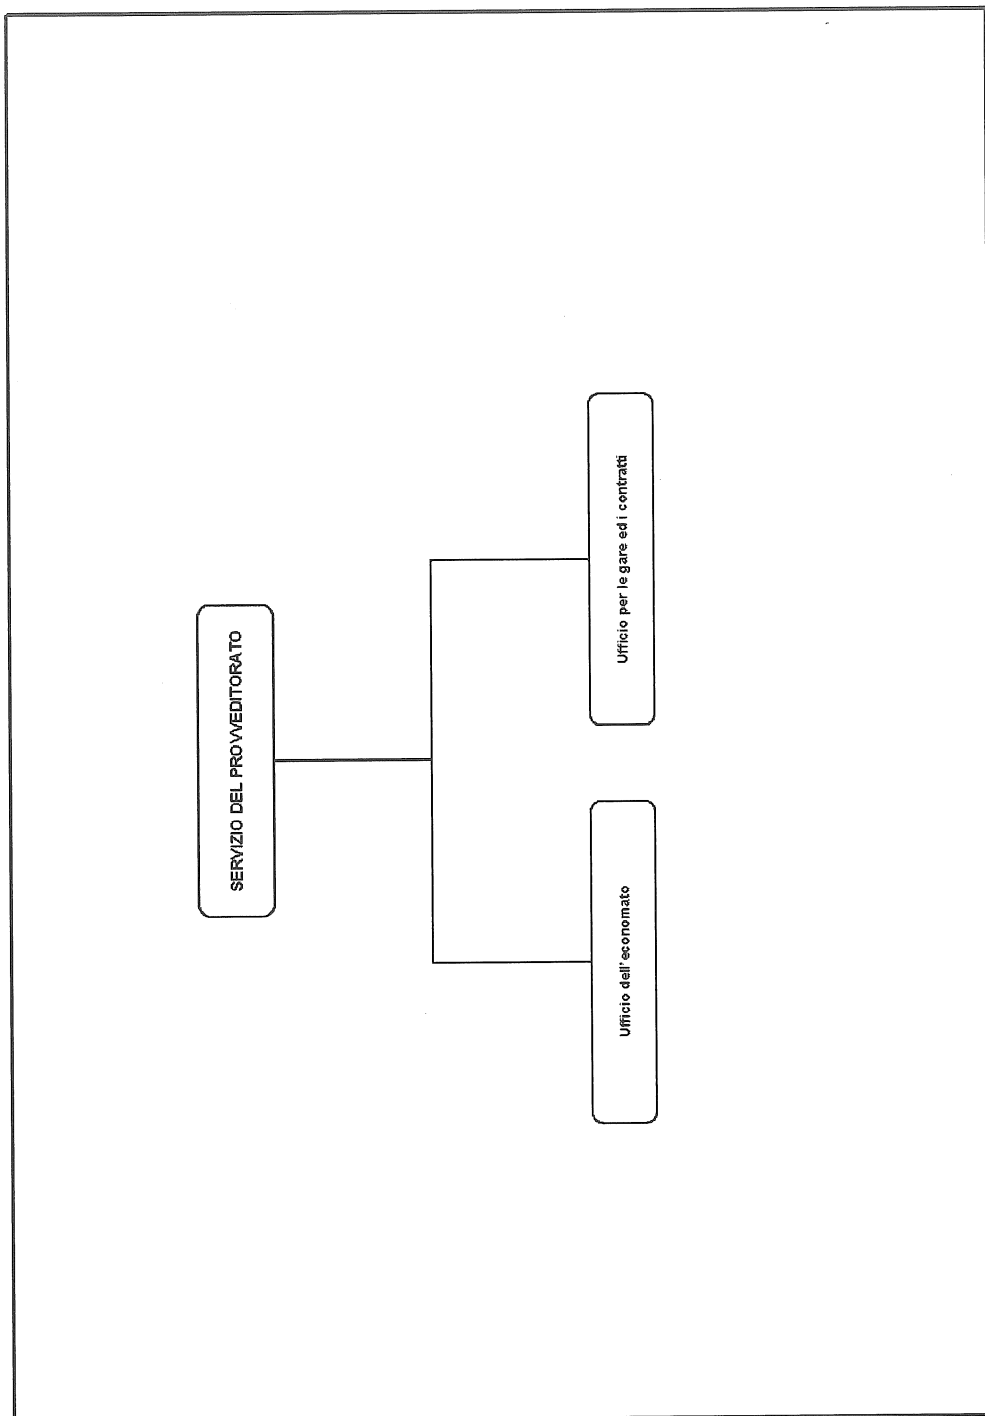 SERVIZIO DEL PROVVEDITORATO
Ufficio dell'economato
Ufficio per le gare ed i contratti